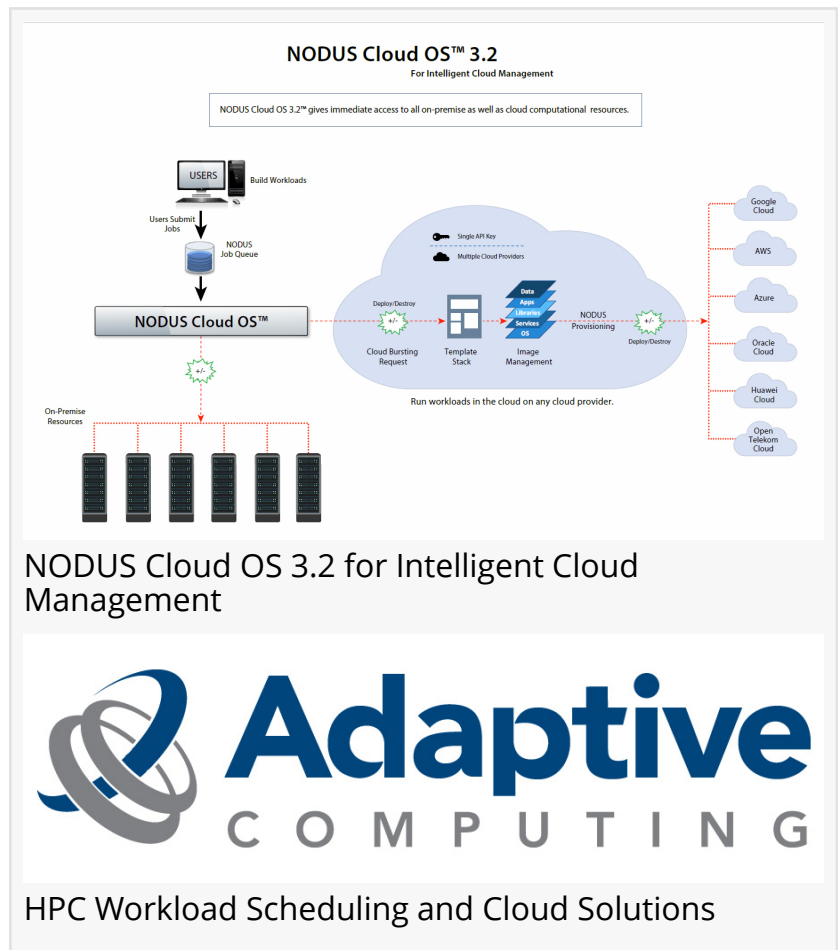 NODUS Cloud OS™ 3.2
For Intelligent Cloud Management
NODUS Cloud OS 3.2™ gives immediate access to all on-premise as well as cloud computational resources.
USERS
Build Workloads
Users Submit
Jobs
NODUS
Job Queue
NODUS Cloud OS™
+/-
On-Premise
Resources
Single API Key
Multiple Cloud Providers
Deploy/Destroy
+/-
Cloud Bursting
Request
Template
Stack
Data
Apps
Libraries
Services
OS
Image
Management
NODUS
Provisioning
+/-
Deploy/Destroy
Run workloads in the cloud on any cloud provider.
Google
Cloud
AWS
Azure
Oracle
Cloud
Huawei
Cloud
Open
Telekom
Cloud
NODUS Cloud OS 3.2 for Intelligent Cloud
Management
Adaptive
COMPUTING
HPC Workload Scheduling and Cloud Solutions